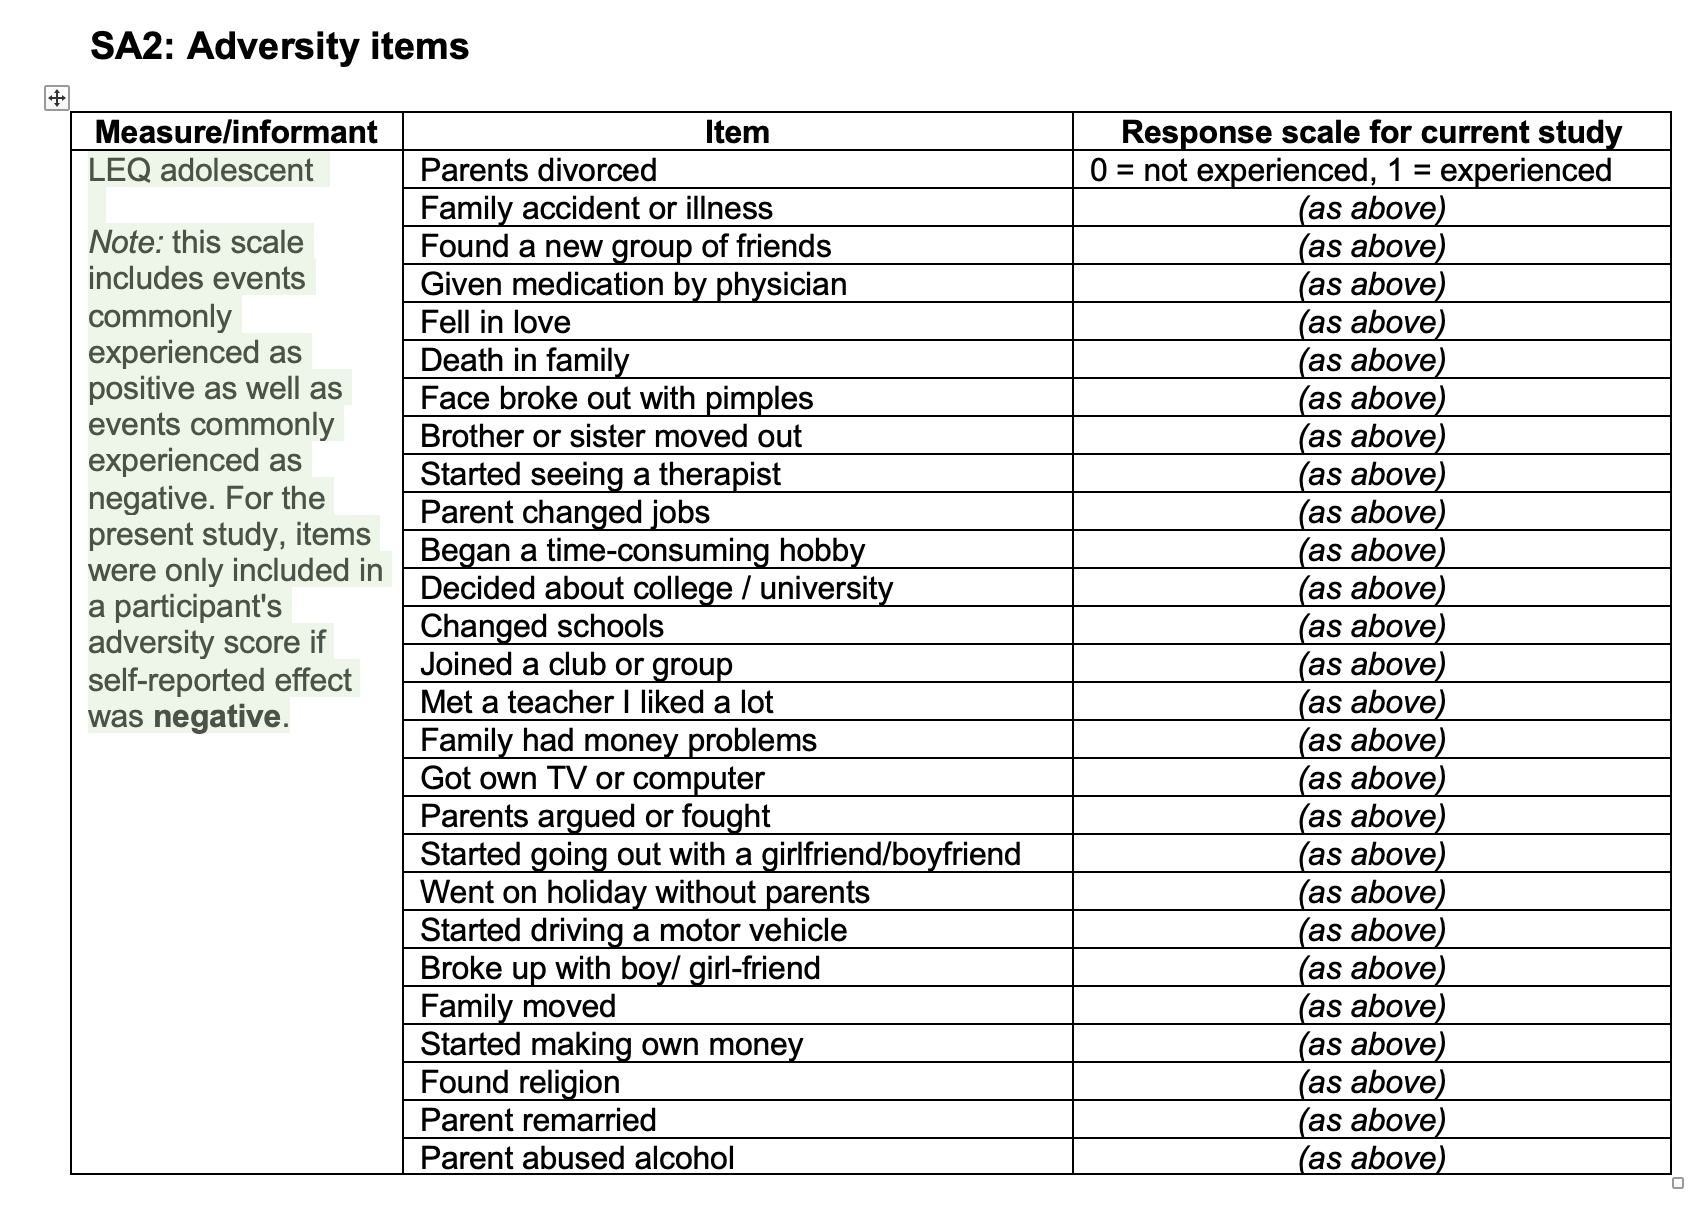 SA2: Adversity items
Measure/informant Item Response scale for current study
LEQ adolescent
Note: this scale
includes events
commonly
experienced as
positive as well as
events commonly
experienced as
negative. For the
present study, items
were only included in
a participant's
adversity score if
self-reported effect
was negative.
Parents divorced 0 = not experienced, 1 = experienced
Family accident or illness (as above)
Found a new group of friends (as above)
Given medication by physician (as above)
Fell in love (as above)
Death in family (as above)
Face broke out with pimples (as above)
Brother or sister moved out (as above)
Started seeing a therapist (as above)
Parent changed jobs (as above)
Began a time-consuming hobby (as above)
Decided about college / university (as above)
Changed schools (as above)
Joined a club or group (as above)
Met a teacher I liked a lot (as above)
Family had money problems (as above)
Got own TV or computer (as above)
Parents argued or fought (as above)
Started going out with a girlfriend/boyfriend (as above)
Went on holiday without parents (as above)
Started driving a motor vehicle (as above)
Broke up with boy/ girl-friend (as above)
Family moved (as above)
Started making own money (as above)
Found religion (as above)
Parent remarried (as above)
Parent abused alcohol (as above)